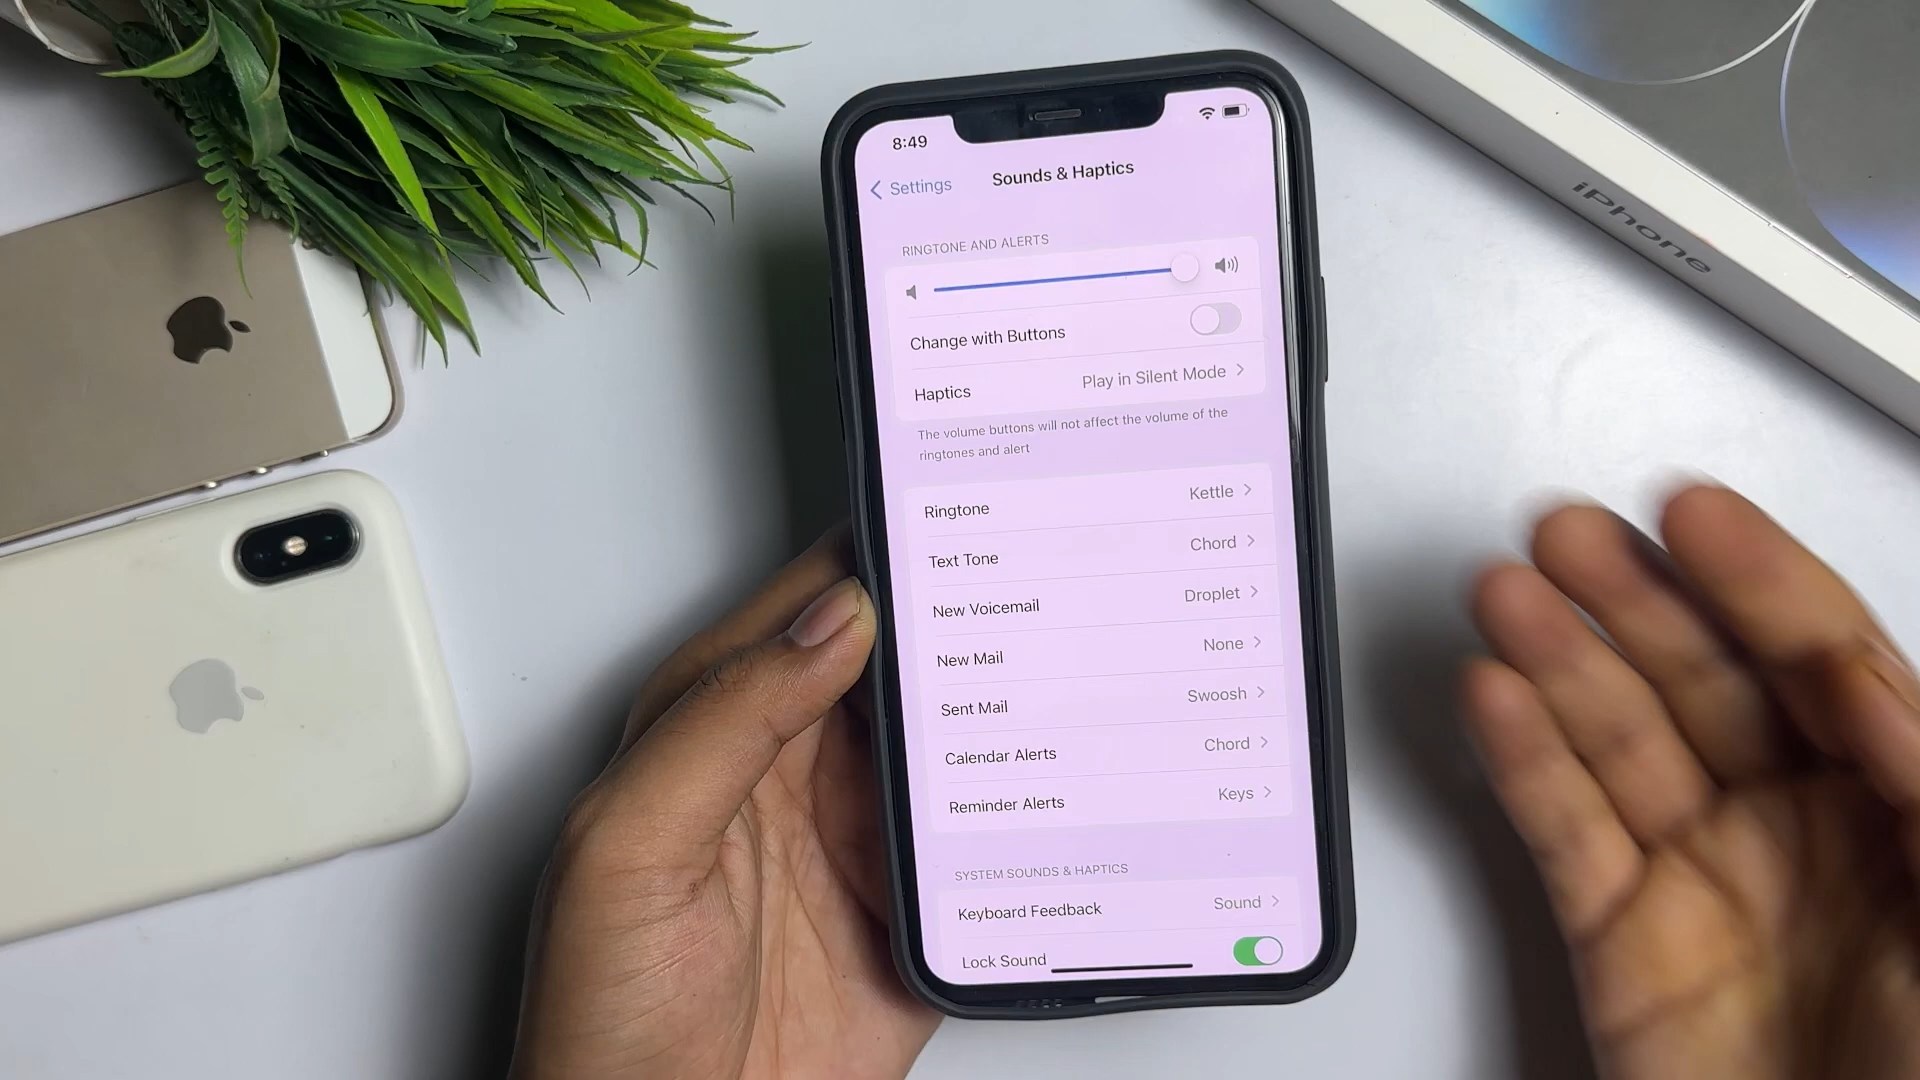 8:49
Settings
Sounds & Haptics
RINGTONE AND ALERTS
Change with Buttons
Haptics Play in Silent Mode
The volume buttons will not affect the volume of the
ringtones and alert
Ringtone Kettle
Text Tone Chord
New Voicemail Droplet
New Mail None
Sent Mail Swoosh
Calendar Alerts Chord
Reminder Alerts Keys
SYSTEM SOUNDS & HAPTICS
Keyboard Feedback Sound
Lock Sound
iPhone